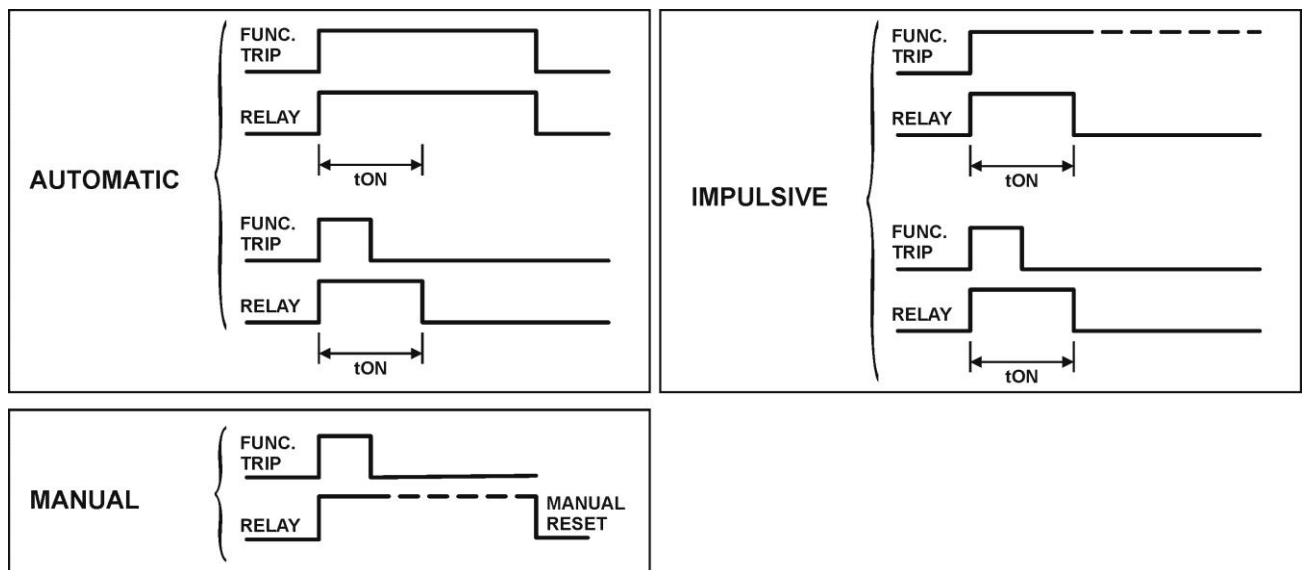 AUTOMATIC
FUNC.
TRIP
RELAY
tON
FUNC.
TRIP
RELAY
tON
IMPULSIVE
FUNC.
TRIP
RELAY
tON
FUNC.
TRIP
RELAY
tON
MANUAL
FUNC.
TRIP
RELAY
MANUAL
RESET